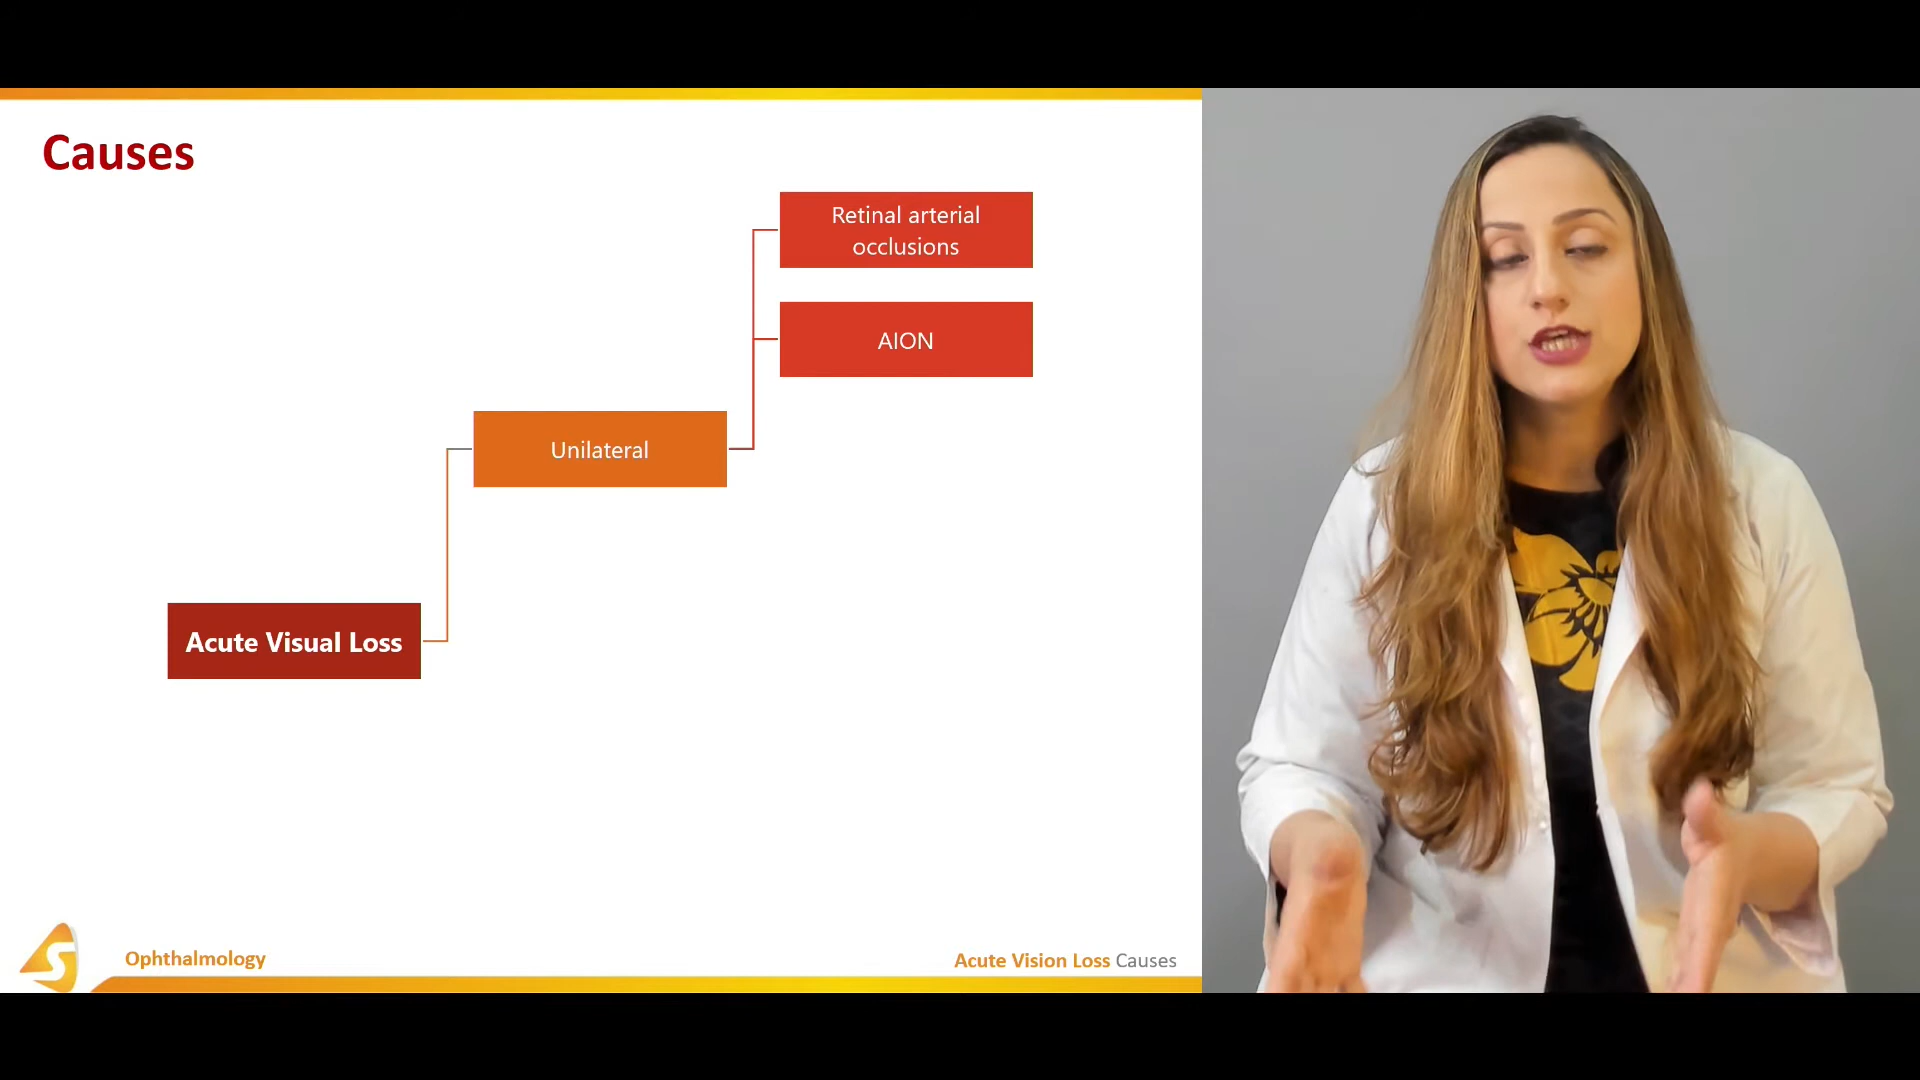 Causes
Retinal arterial
occlusions
AION
Unilateral
Acute Visual Loss
Ophthalmology
Acute Vision Loss Causes